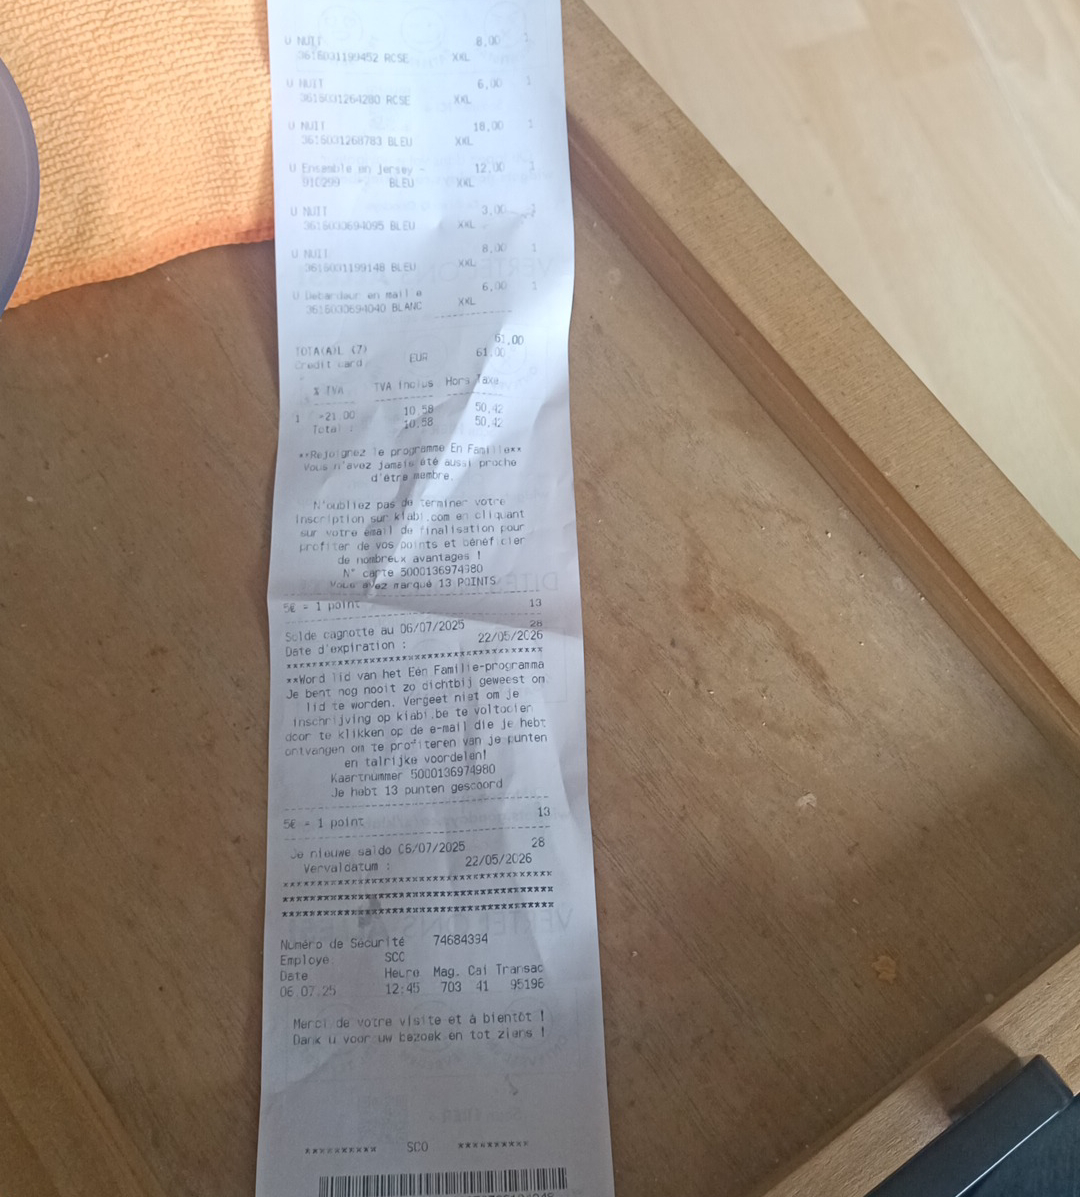 U NUIT 8,00 1
3616031199452 ROSE XXL
U NUIT 6,00 1
3616031264280 ROSE XXL
U NUIT 18,00 1
3616031268783 BLEU XXL
U Ensemble en jersey - 12,00 1
910299 BLEU XXL
U NUIT 3,00 1
3616030694095 BLEU XXL
U NUIT 8,00 1
3616031199148 BLEU XXL
U Débardeur en maille 6,00 1
3616030694040 BLANC XXL
61,00
TOTA(A)L (7)
Credit card EUR 61,00
% TVA TVA inclus Hors Taxe
1 =21.00 10,58 50,42
Total : 10,58 50,42
**Rejoignez le programme En Famille**
Vous n'avez jamais été aussi proche
d'être membre.
N'oubliez pas de terminer votre
inscription sur kiabi.com en cliquant
sur votre email de finalisation pour
profiter de vos points et bénéficier
de nombreux avantages !
N° carte 5000136974980
Vous avez marqué 13 POINTS
5€ = 1 point 13
Solde cagnotte au 06/07/2025 28
Date d'expiration : 22/05/2026
**Word lid van het Een Familie-programma
Je bent nog nooit zo dichtbij geweest om
lid te worden. Vergeet niet om je
inschrijving op kiabi.be te voltooien
door te klikken op de e-mail die je hebt
ontvangen om te profiteren van je punten
en talrijke voordelen!
Kaartnummer 5000136974980
Je hebt 13 punten gescoord
5€ = 1 point 13
Je nieuwe saldo 06/07/2025 28
Vervaldatum : 22/05/2026
Numéro de Sécurité 74684394
Employe: SCO
Date Heure Mag. Cai Transac
06.07.25 12:45 703 41 95196
Merci de votre visite et à bientôt !
Dank u voor uw bezoek en tot ziens !
********** SCO **********